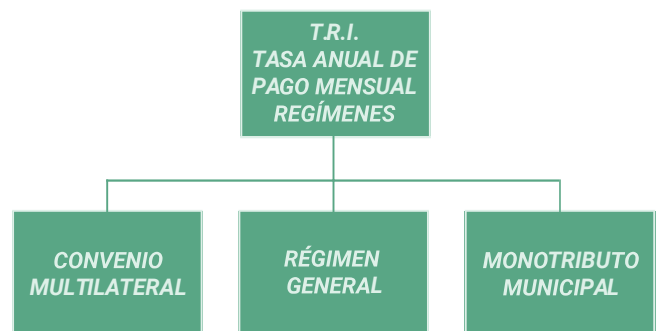 T.R.I.
TASA ANUAL DE
PAGO MENSUAL
REGÍMENES
CONVENIO
MULTILATERAL
RÉGIMEN
GENERAL
MONOTRIBUTO
MUNICIPAL